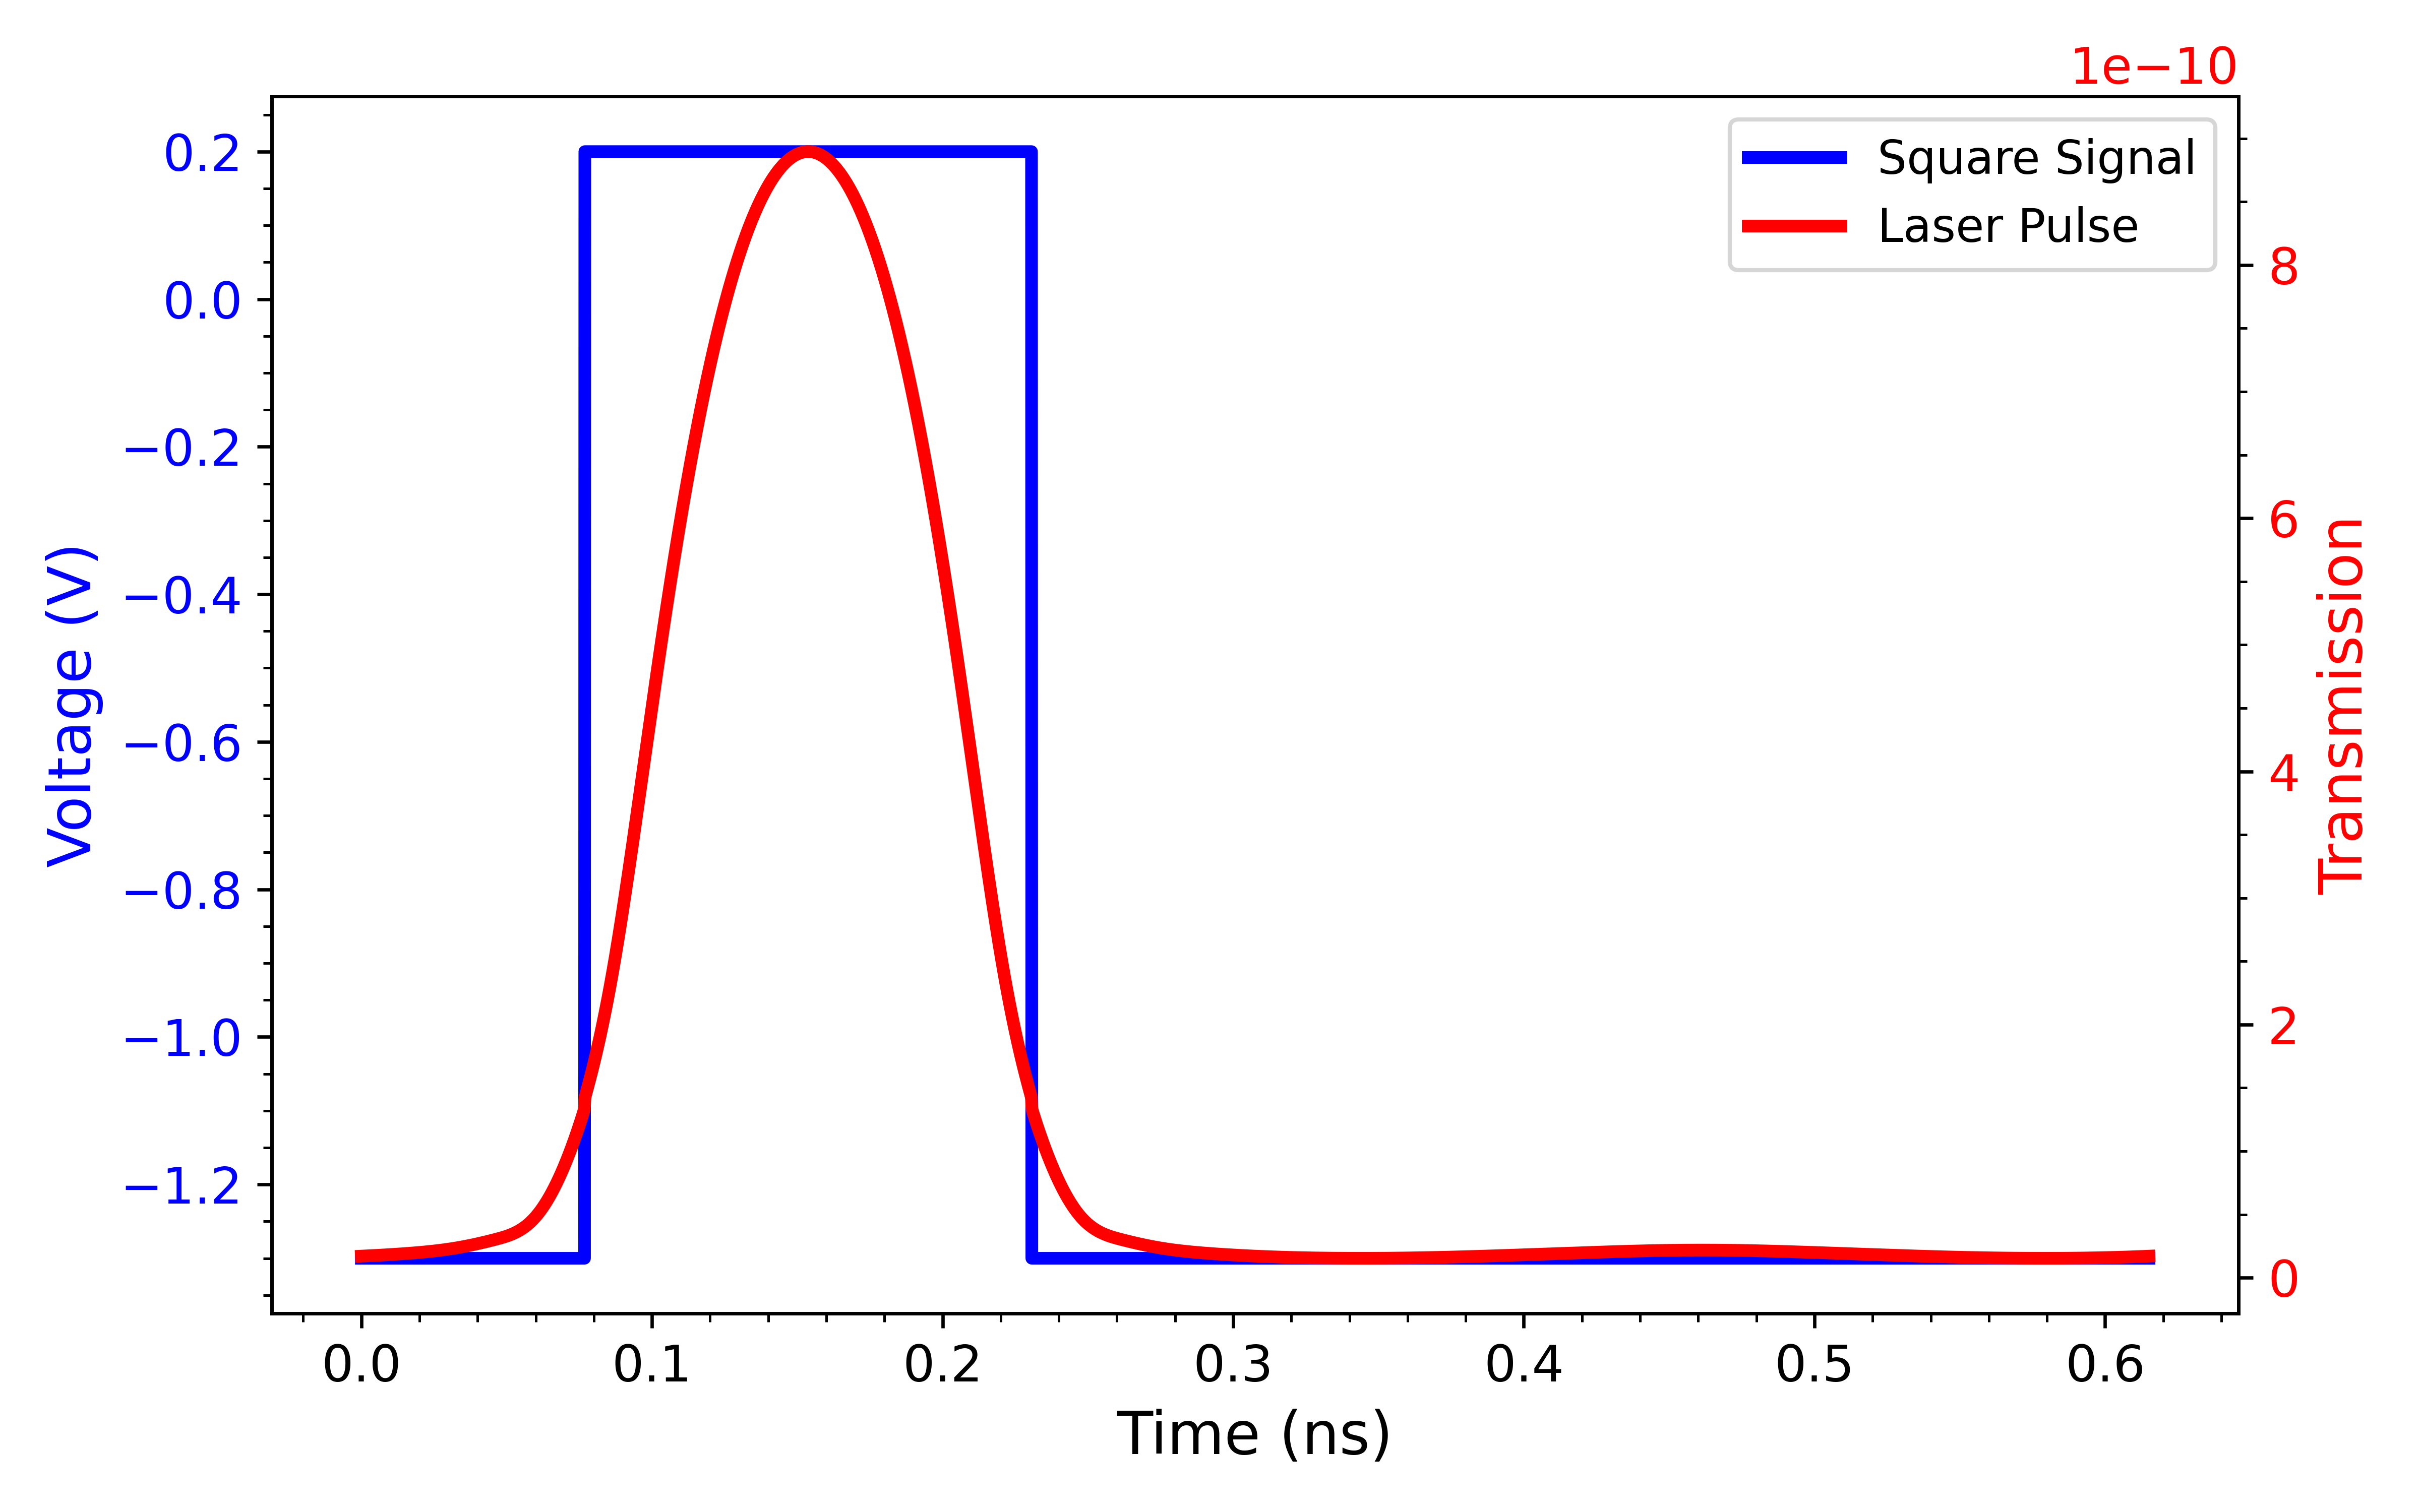 1e−10
Square Signal
Laser Pulse
0.2
0.0
−0.2
−0.4
−0.6
−0.8
−1.0
−1.2
Voltage (V)
8
6
4
2
0
Transmission
0.0 0.1 0.2 0.3 0.4 0.5 0.6
Time (ns)